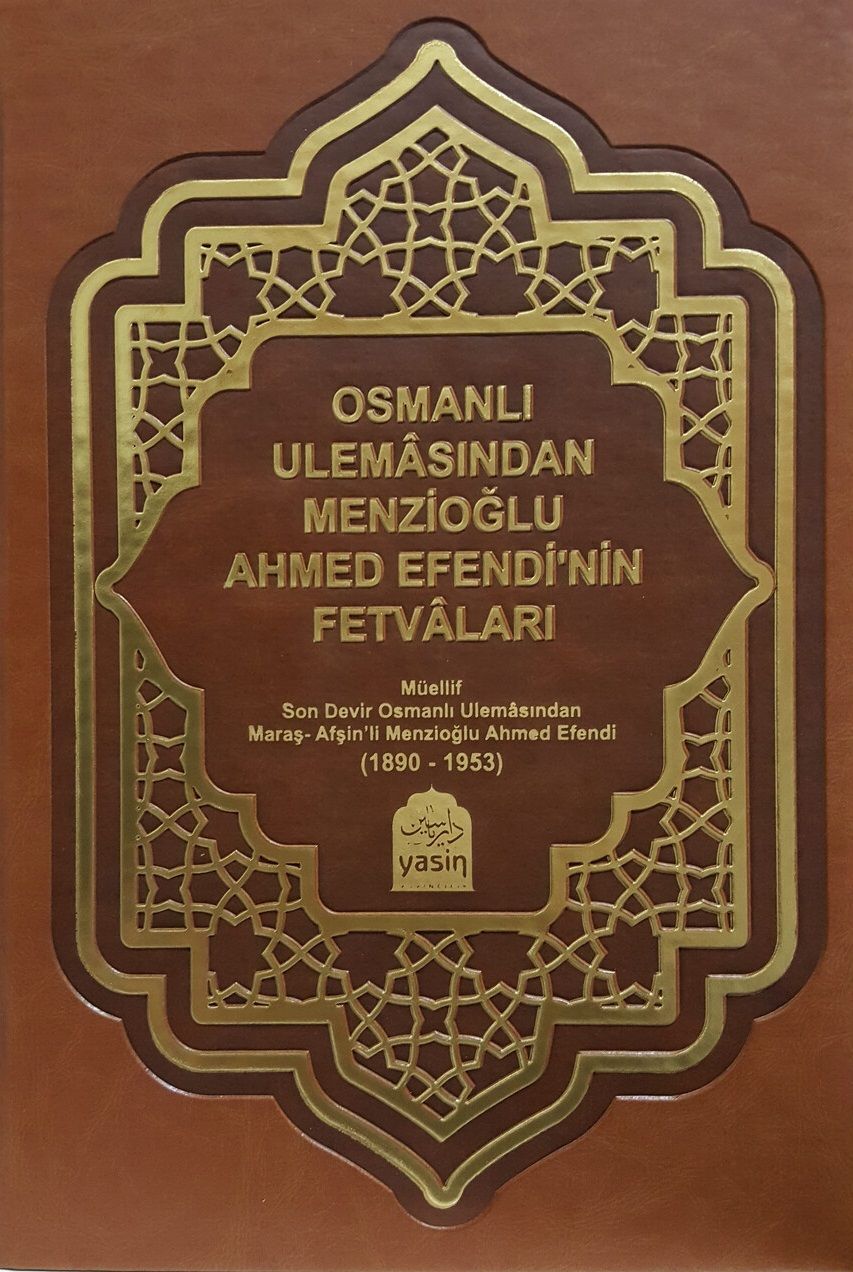 OSMANLI
ULEMÂSINDAN
MENZİOĞLU
AHMED EFENDİ'NİN
FETVÂLARI
Müellif
Son Devir Osmanlı Ulemâsından
Maraş- Afşin'li Menzioğlu Ahmed Efendi
(1890 - 1953)
دار ياسين
yasin
YAYINCILIK